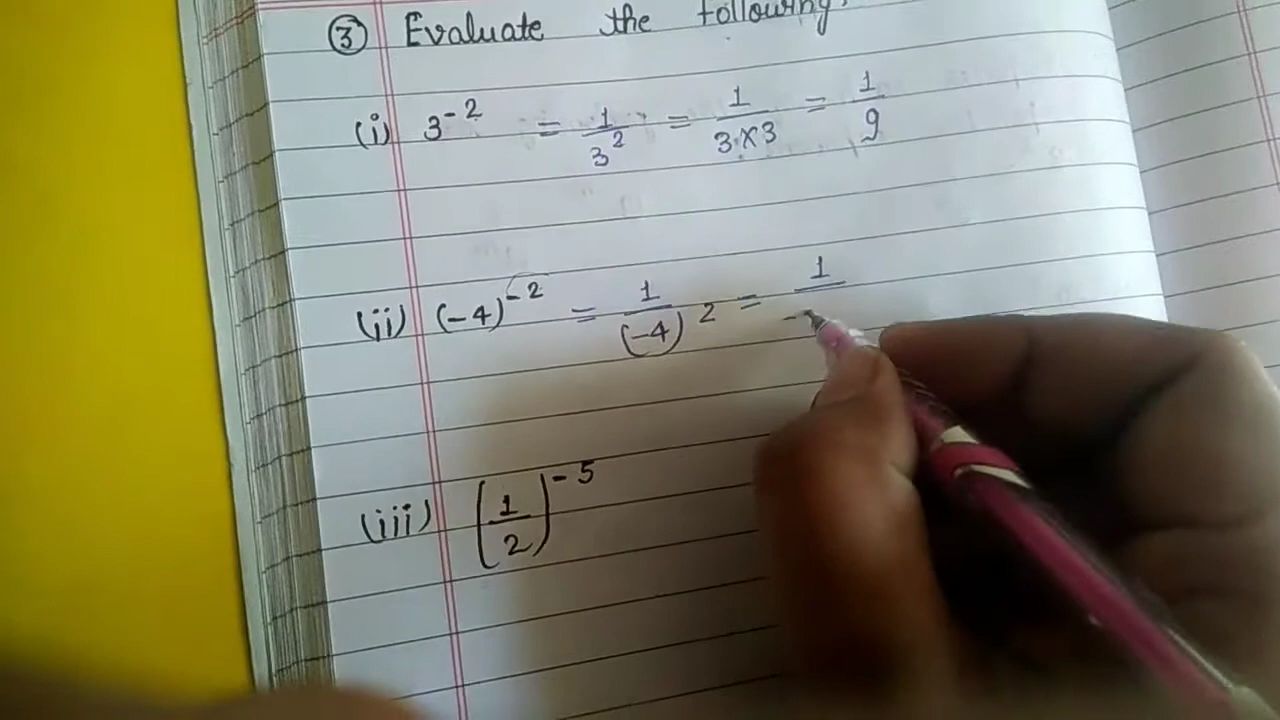 ③ Evaluate the following.
(i) 3⁻² = 1/3² = 1/3×3 = 1/9
(ii) (-4)⁻² = 1/(-4)² = 1/-
(iii) (1/2)⁻⁵